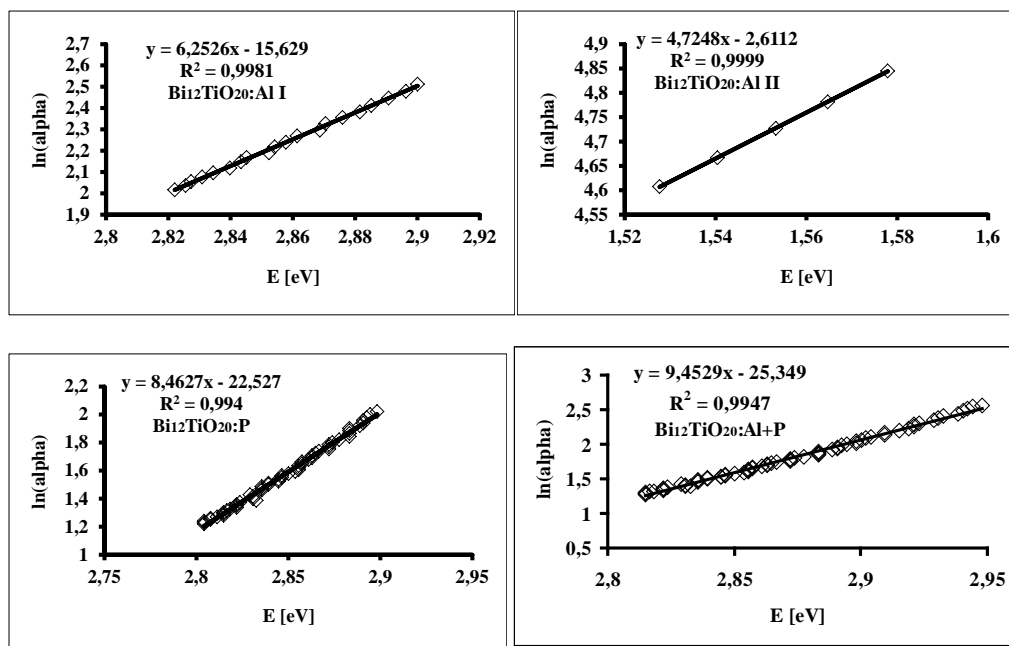 y = 6,2526x - 15,629
R² = 0,9981
Bi₁₂TiO₂₀:Al I
ln(alpha)
2,7
2,6
2,5
2,4
2,3
2,2
2,1
2
1,9
2,8 2,82 2,84 2,86 2,88 2,9 2,92
E [eV]
y = 4,7248x - 2,6112
R² = 0,9999
Bi₁₂TiO₂₀:Al II
ln(alpha)
4,9
4,85
4,8
4,75
4,7
4,65
4,6
4,55
1,52 1,54 1,56 1,58 1,6
E [eV]
y = 8,4627x - 22,527
R² = 0,994
Bi₁₂TiO₂₀:P
ln(alpha)
2,2
2
1,8
1,6
1,4
1,2
1
2,75 2,8 2,85 2,9 2,95
E [eV]
y = 9,4529x - 25,349
R² = 0,9947
Bi₁₂TiO₂₀:Al+P
ln(alpha)
3
2,5
2
1,5
1
0,5
2,8 2,85 2,9 2,95
E [eV]